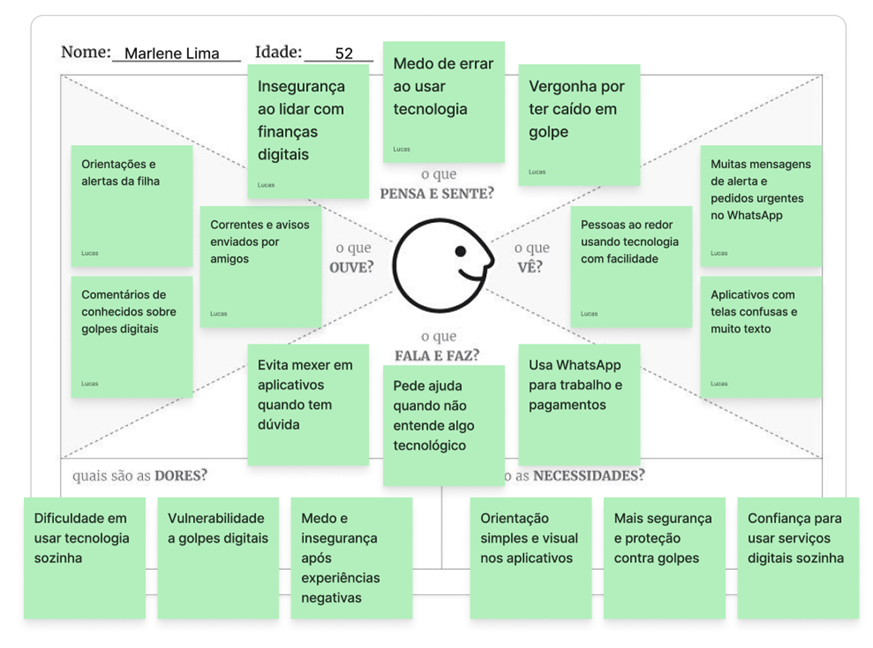 Nome: Marlene Lima Idade: 52
Insegurança
ao lidar com
finanças
digitais
Lucas
Medo de errar
ao usar
tecnologia
Lucas
Vergonha por
ter caído em
golpe
Lucas
o que
PENSA E SENTE?
Orientações e
alertas da filha
Lucas
Correntes e avisos
enviados por
amigos
Lucas
Comentários de
conhecidos sobre
golpes digitais
Lucas
o que
OUVE?
o que
VÊ?
Pessoas ao redor
usando tecnologia
com facilidade
Lucas
Muitas mensagens
de alerta e
pedidos urgentes
no WhatsApp
Lucas
Aplicativos com
telas confusas e
muito texto
Lucas
o que
FALA E FAZ?
Evita mexer em
aplicativos
quando tem
dúvida
Pede ajuda
quando não
entende algo
tecnológico
Usa WhatsApp
para trabalho e
pagamentos
quais são as DORES?
Dificuldade em
usar tecnologia
sozinha
Vulnerabilidade
a golpes digitais
Medo e
insegurança
após
experiências
negativas
as NECESSIDADES?
Orientação
simples e visual
nos aplicativos
Mais segurança
e proteção
contra golpes
Confiança para
usar serviços
digitais sozinha